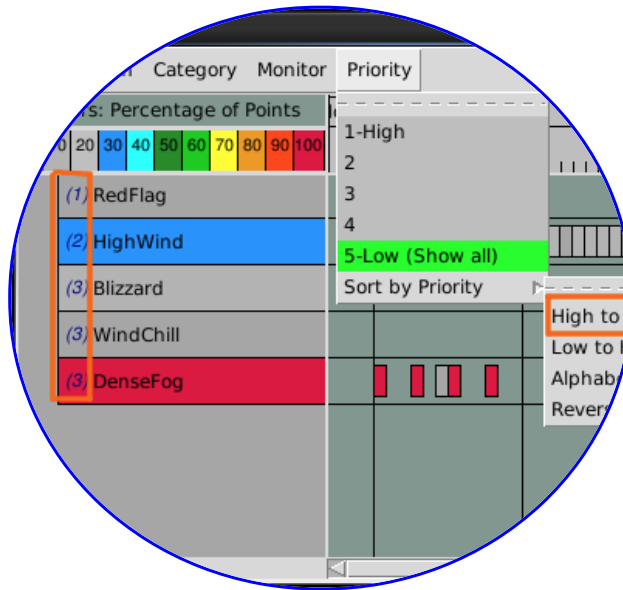 Category Monitor Priority
rs: Percentage of Points
0 20 30 40 50 60 70 80 90 100
1-High
2
3
4
5-Low (Show all)
Sort by Priority
High to
Low to
Alphab
Revers
(1) RedFlag
(2) HighWind
(3) Blizzard
(3) WindChill
(3) DenseFog